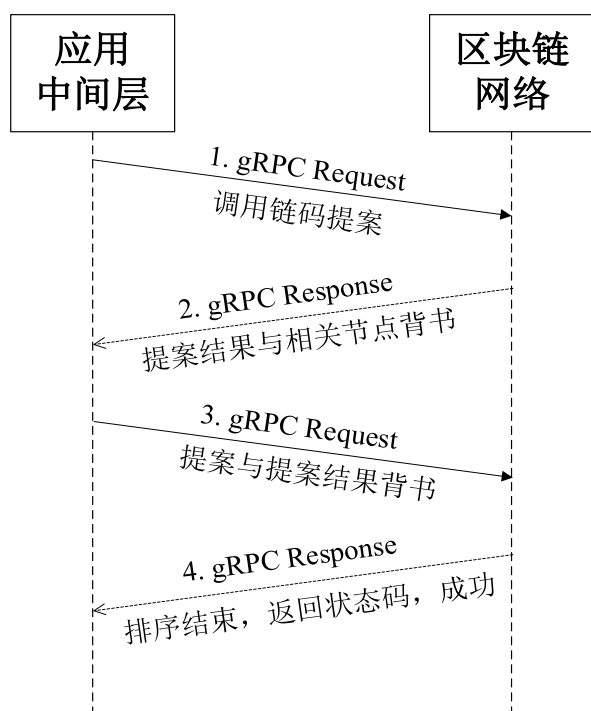 应用
中间层
区块链
网络
1. gRPC Request
调用链码提案
2. gRPC Response
提案结果与相关节点背书
3. gRPC Request
提案与提案结果背书
4. gRPC Response
排序结束，返回状态码，成功